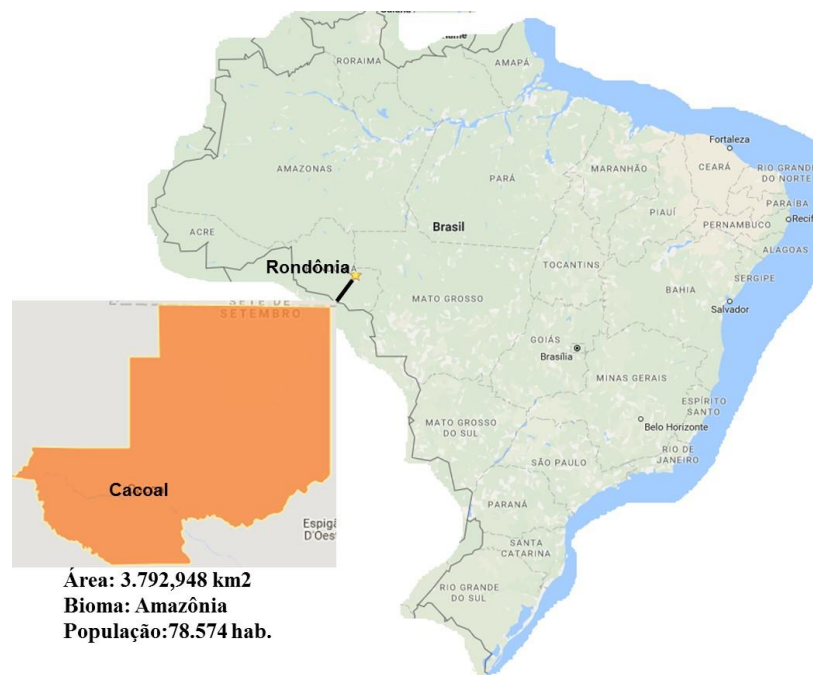 RORAIMA
AMAPÁ
AMAZONAS
PARÁ
MARANHÃO
Fortaleza
CEARÁ
RIO GRANDE
DO NORTE
PARAÍBA
PIAUÍ
PERNAMBUCO
Recif
ACRE
Brasil
ALAGOAS
TOCANTINS
SERGIPE
Rondônia
BAHIA
MATO GROSSO
Salvador
SETE DE
SETEMBRO
GOIÁS
Brasília
MINAS GERAIS
ESPÍRITO
SANTO
MATO GROSSO
DO SUL
Belo Horizonte
RIO DE
JANEIRO
SÃO PAULO
Cacoal
PARANÁ
Espigã
D'Oest
SANTA
CATARINA
RIO GRANDE
DO SUL
Área: 3.792,948 km2
Bioma: Amazônia
População:78.574 hab.